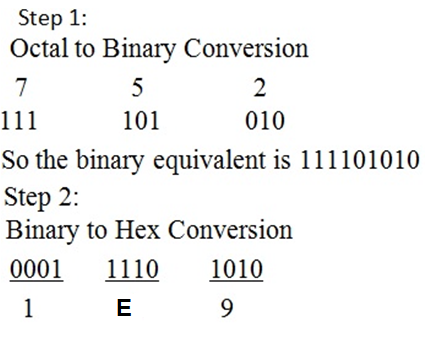 Step 1:
Octal to Binary Conversion
7 5 2
111 101 010
So the binary equivalent is 111101010
Step 2:
Binary to Hex Conversion
0001 1110 1010
1 E 9